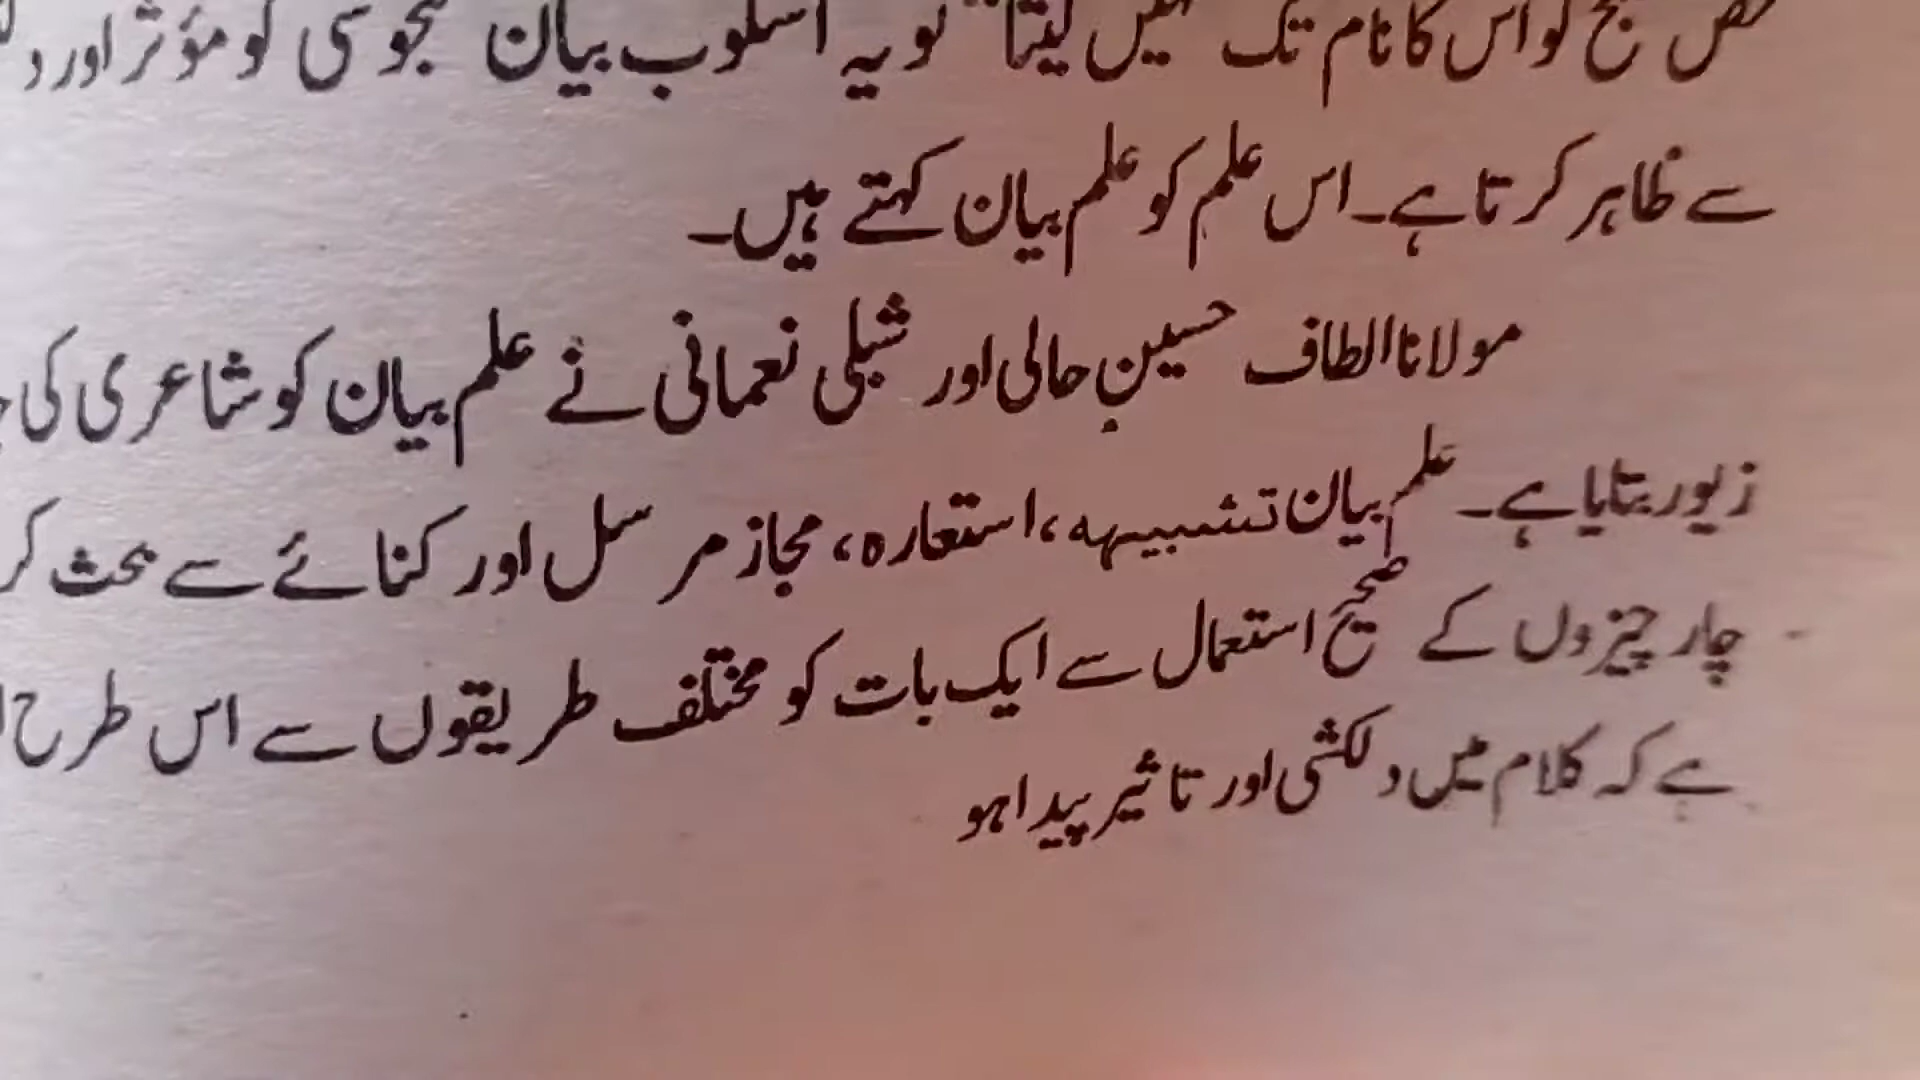 کو اس کا نام تک نہیں لیتا" تو یہ اسلوب بیان کنجوسی کو مؤثر اور
سے ظاہر کرتا ہے۔ اس علم کو علم بیان کہتے ہیں۔
مولانا الطاف حسین حالی اور شبلی نعمانی نے علم بیان کو شاعری کی
زیور بتایا ہے۔ علم بیان تشبیہہ، استعارہ، مجاز مرسل اور کنائے سے بحث کر
چار چیزوں کے صحیح استعمال سے ایک بات کو مختلف طریقوں سے اس طرح
ہے کہ کلام میں دلکشی اور تاثیر پیدا ہو